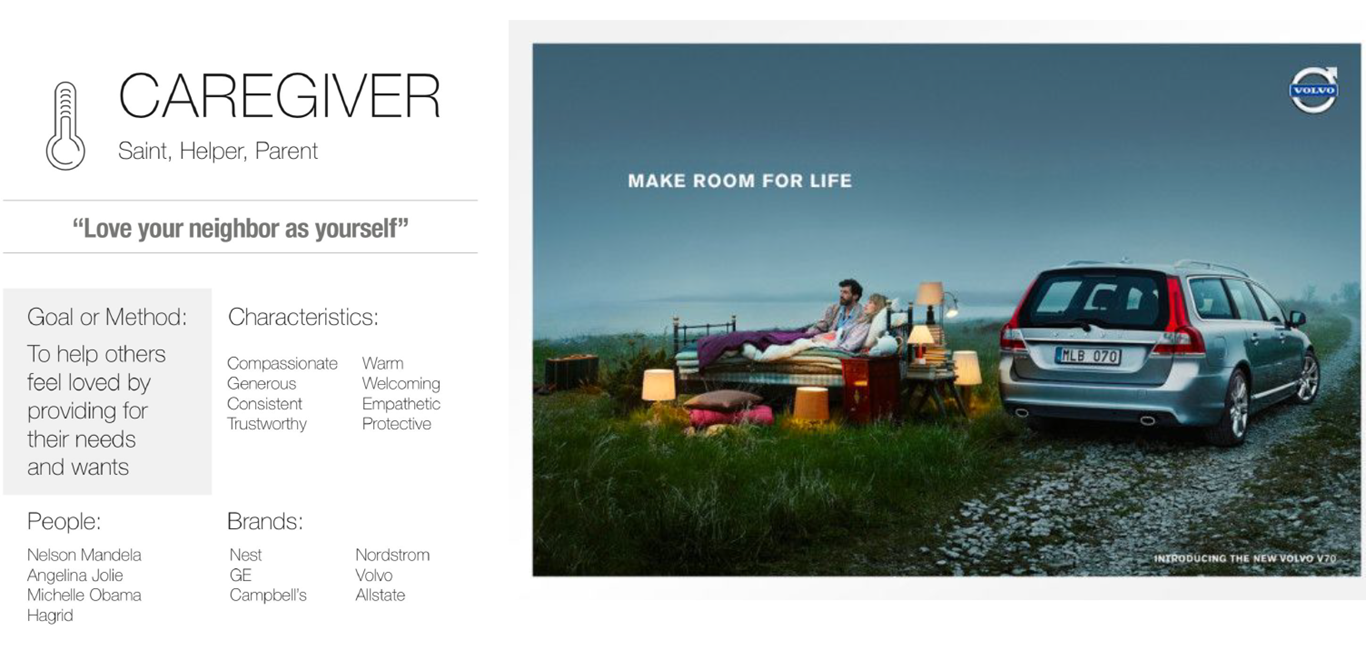 CAREGIVER
Saint, Helper, Parent
“Love your neighbor as yourself”
Goal or Method:
To help others
feel loved by
providing for
their needs
and wants
Characteristics:
Compassionate
Generous
Consistent
Trustworthy
Warm
Welcoming
Empathetic
Protective
People:
Nelson Mandela
Angelina Jolie
Michelle Obama
Hagrid
Brands:
Nest
GE
Campbell’s
Nordstrom
Volvo
Allstate
VOLVO
MAKE ROOM FOR LIFE
VOLVO
MLB 070
INTRODUCING THE NEW VOLVO V70